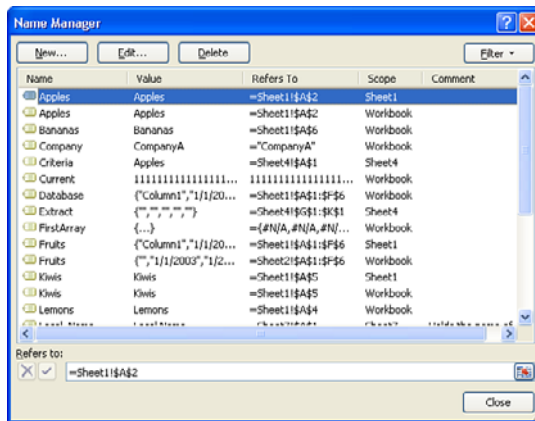 Name Manager
New... Edit... Delete Filter
Name Value Refers To Scope Comment
Apples Apples =Sheet1!$A$2 Sheet1
Apples Apples =Sheet1!$A$2 Workbook
Bananas Bananas =Sheet1!$A$6 Workbook
Company CompanyA ="CompanyA" Workbook
Criteria Apples =Sheet4!$A$1 Sheet4
Current 1111111111111111... 1111111111111111... Workbook
Database {"Column1","1/1/20... =Sheet1!$A$1:$F$6 Workbook
Extract {"","","","",""} =Sheet4!$G$1:$K$1 Sheet4
FirstArray {...} ={#N/A,#N/A,#N/... Workbook
Fruits {"Column1","1/1/20... =Sheet1!$A$1:$F$6 Sheet1
Fruits {"","1/1/2003","1/2... =Sheet2!$A$1:$F$6 Workbook
Kiwis Kiwis =Sheet1!$A$5 Sheet1
Kiwis Kiwis =Sheet1!$A$5 Workbook
Lemons Lemons =Sheet1!$A$4 Workbook
Refers to:
=Sheet1!$A$2
Close